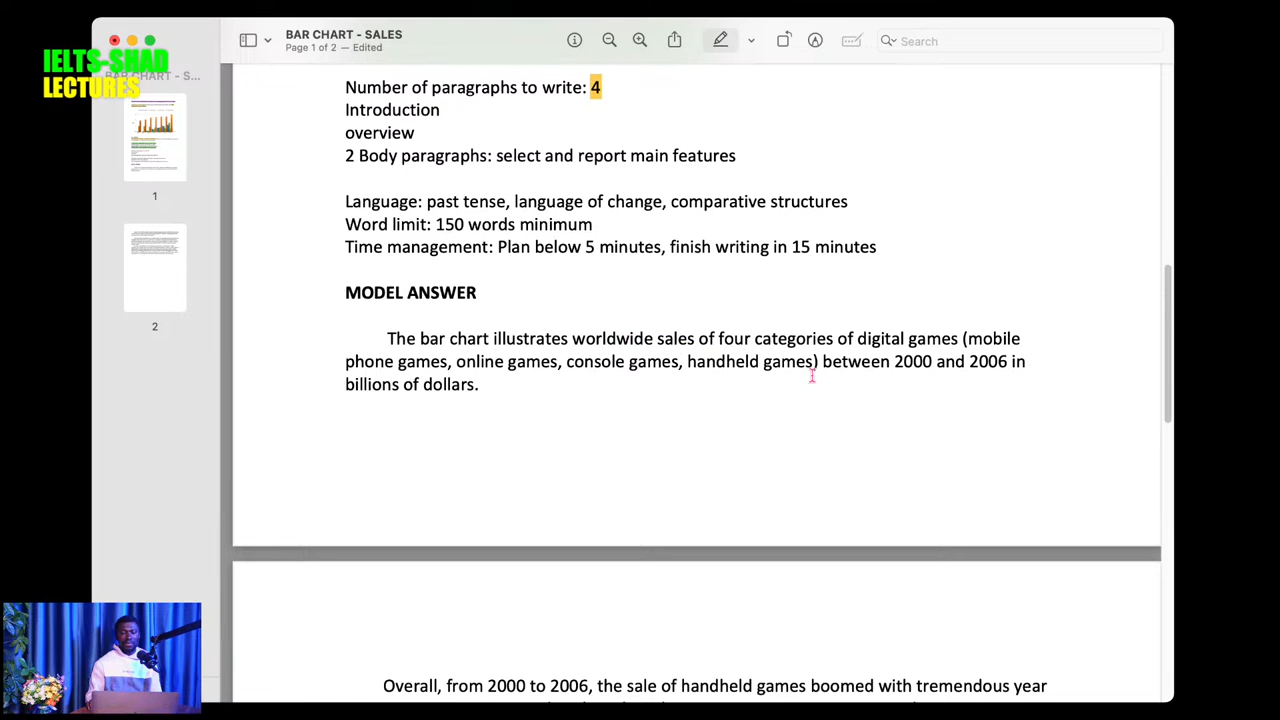 BAR CHART - SALES
Page 1 of 2 — Edited
Search
IELTS-SHAD
LECTURES
BAR CHART - S...
1
2
Number of paragraphs to write: 4
Introduction
overview
2 Body paragraphs: select and report main features
Language: past tense, language of change, comparative structures
Word limit: 150 words minimum
Time management: Plan below 5 minutes, finish writing in 15 minutes
MODEL ANSWER
The bar chart illustrates worldwide sales of four categories of digital games (mobile
phone games, online games, console games, handheld games) between 2000 and 2006 in
billions of dollars.
Overall, from 2000 to 2006, the sale of handheld games boomed with tremendous year